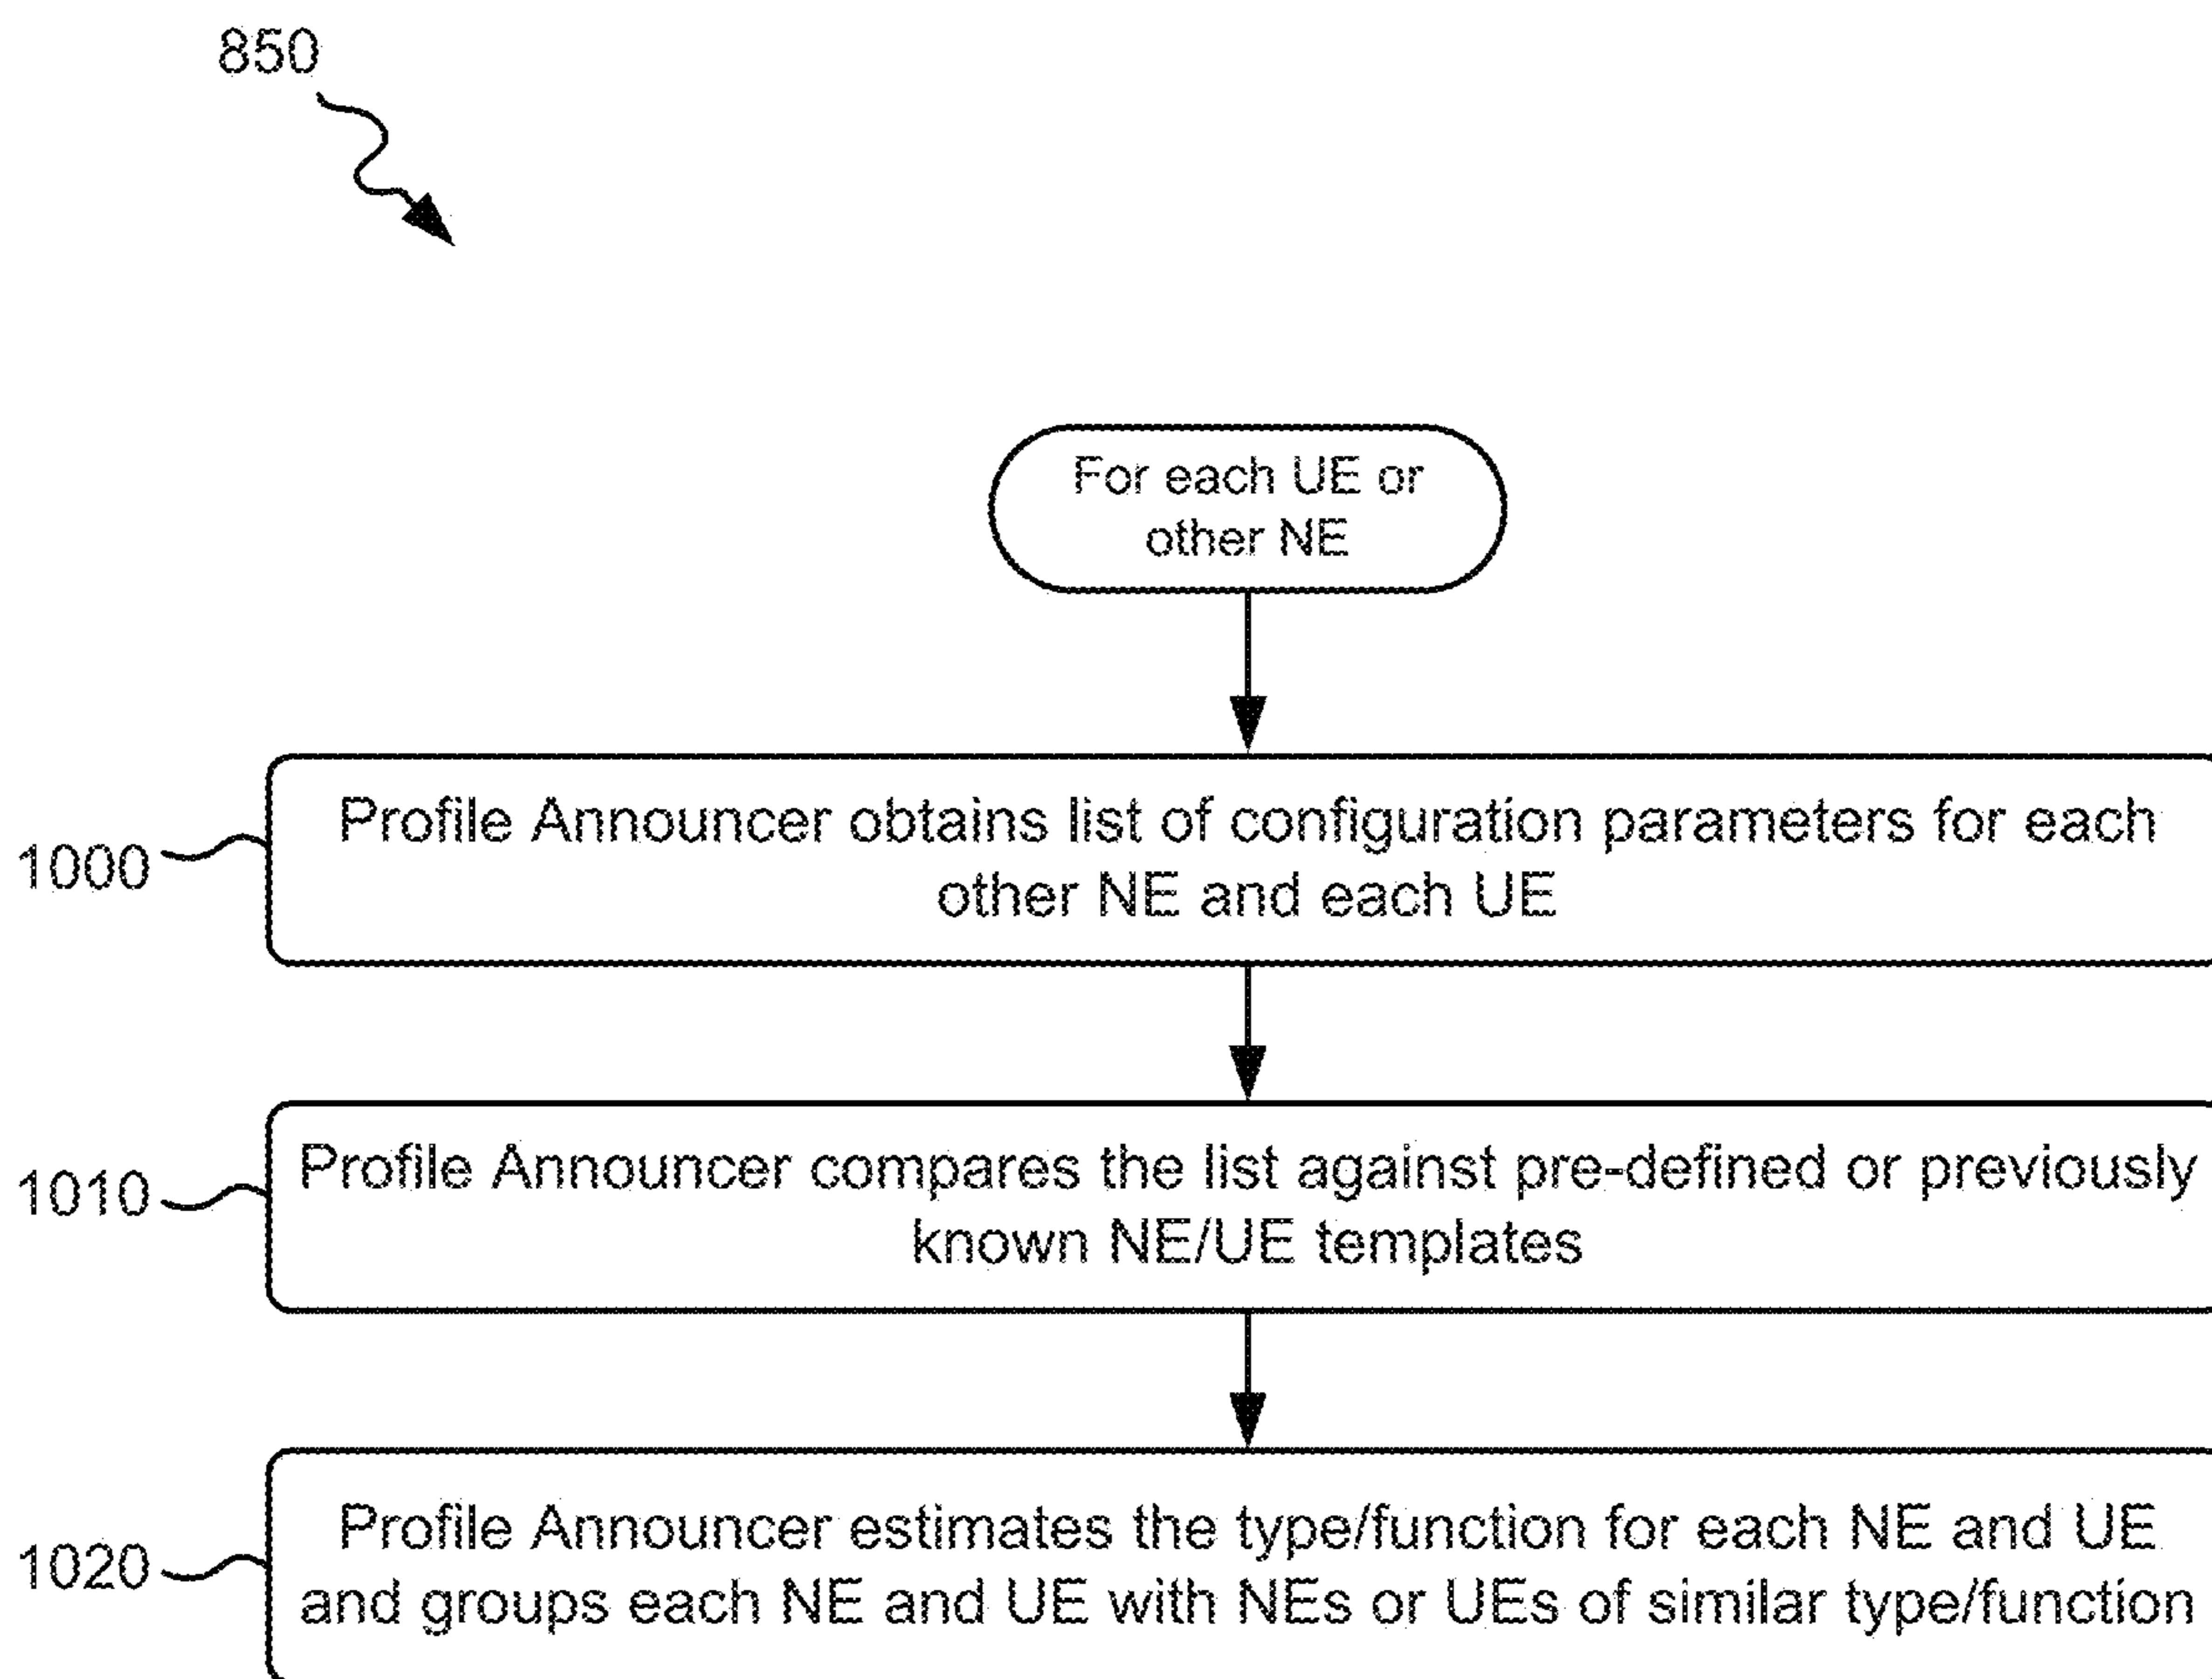 850
For each UE or
other NE
1000
Profile Announcer obtains list of configuration parameters for each
other NE and each UE
1010
Profile Announcer compares the list against pre-defined or previously
known NE/UE templates
1020
Profile Announcer estimates the type/function for each NE and UE
and groups each NE and UE with NEs or UEs of similar type/function